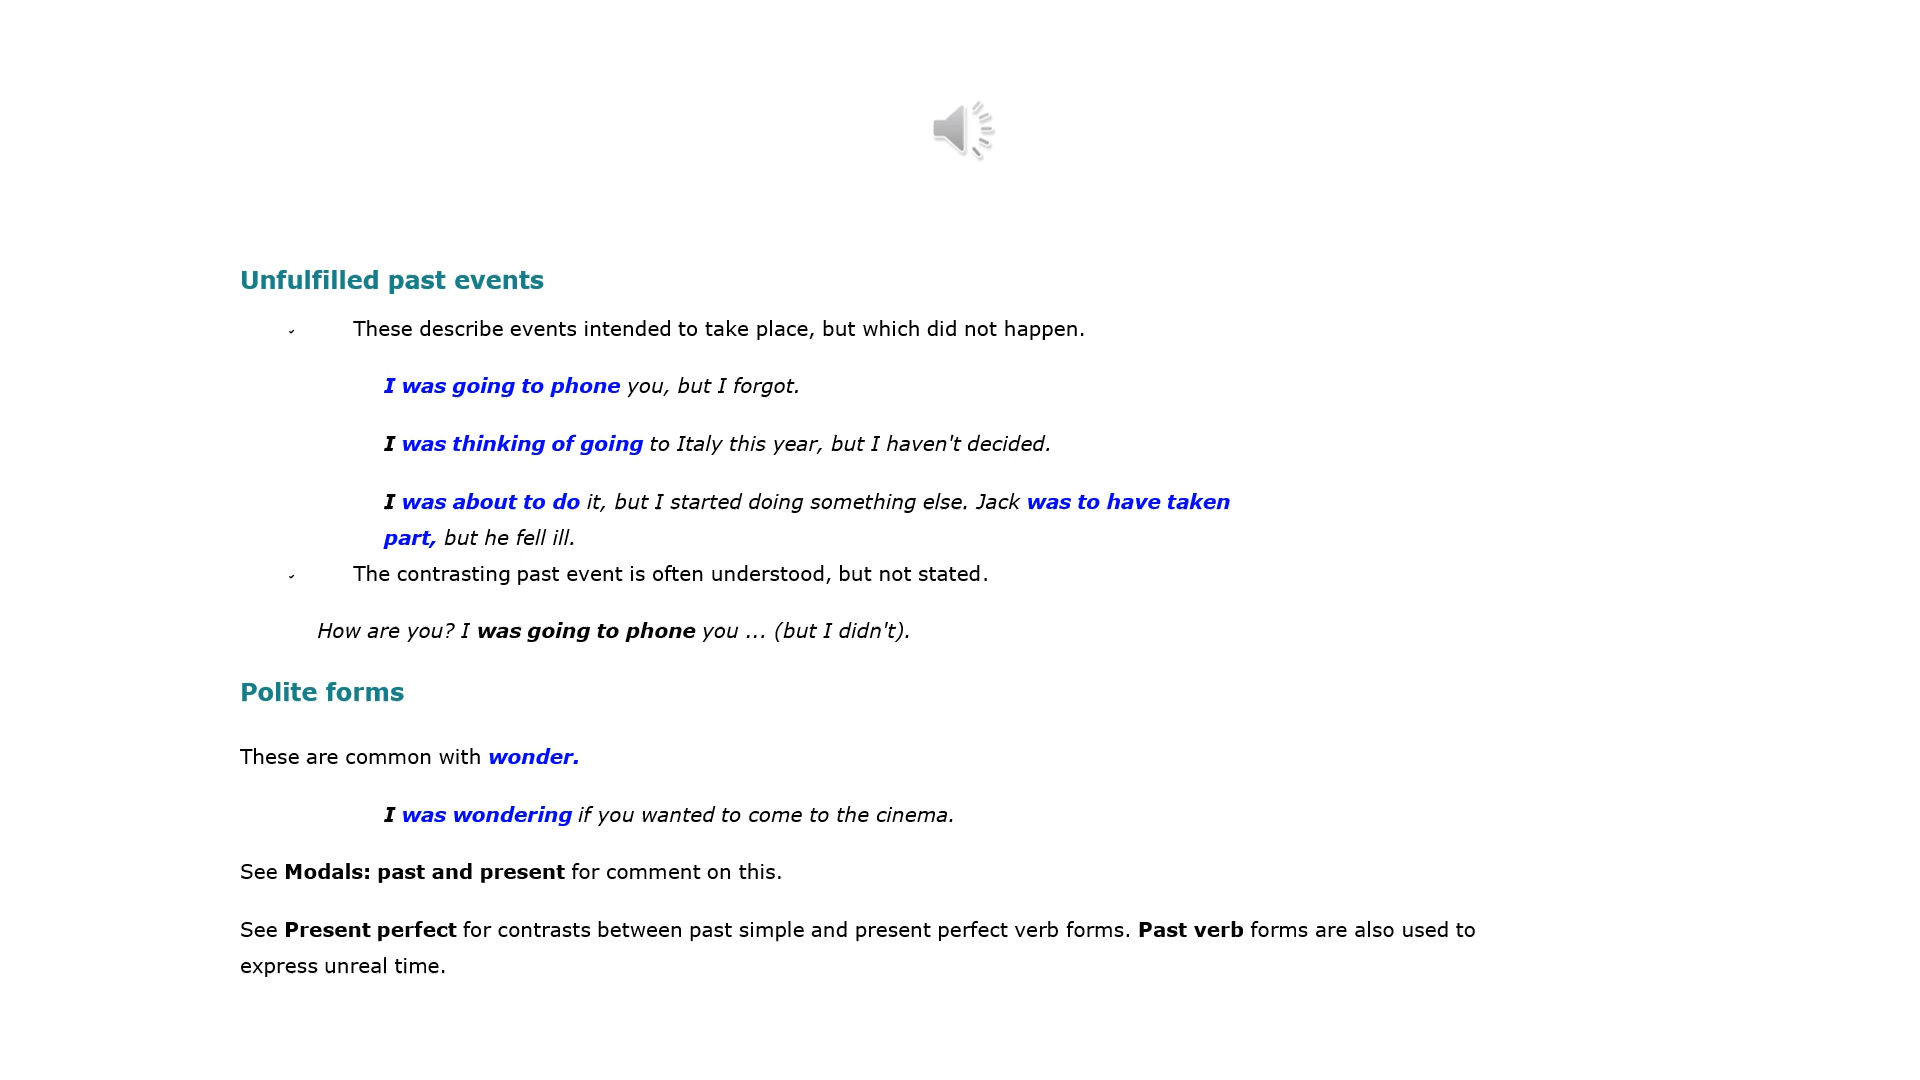 Unfulfilled past events
✓ These describe events intended to take place, but which did not happen.
I was going to phone you, but I forgot.
I was thinking of going to Italy this year, but I haven't decided.
I was about to do it, but I started doing something else. Jack was to have taken
part, but he fell ill.
✓ The contrasting past event is often understood, but not stated.
How are you? I was going to phone you ... (but I didn't).
Polite forms
These are common with wonder.
I was wondering if you wanted to come to the cinema.
See Modals: past and present for comment on this.
See Present perfect for contrasts between past simple and present perfect verb forms. Past verb forms are also used to
express unreal time.